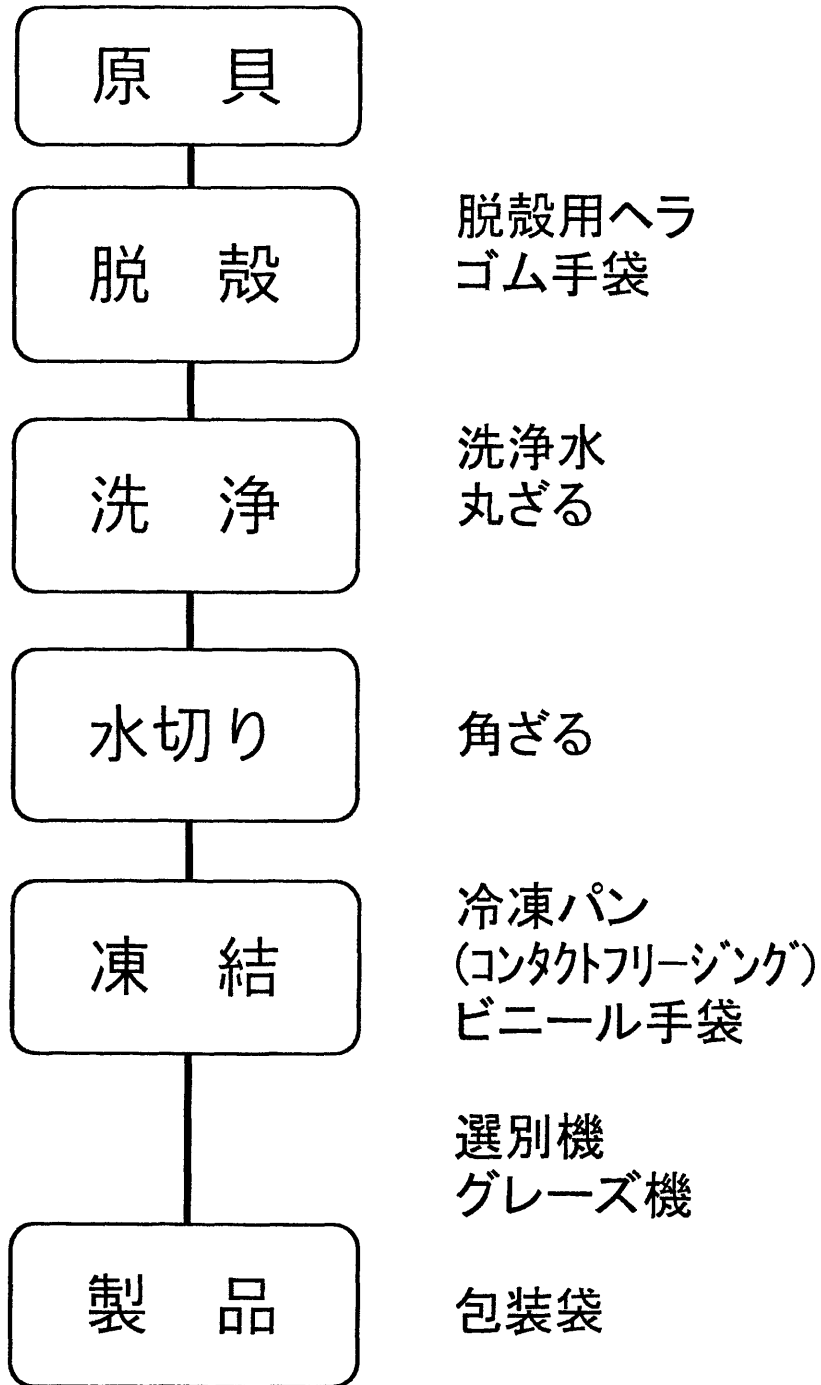 原 貝
脱 殻
脱殻用ヘラ
ゴム手袋
洗 浄
洗浄水
丸ざる
水切り
角ざる
凍 結
冷凍パン
(コンタクトフリージング)
ビニール手袋
選別機
グレーズ機
製 品
包装袋